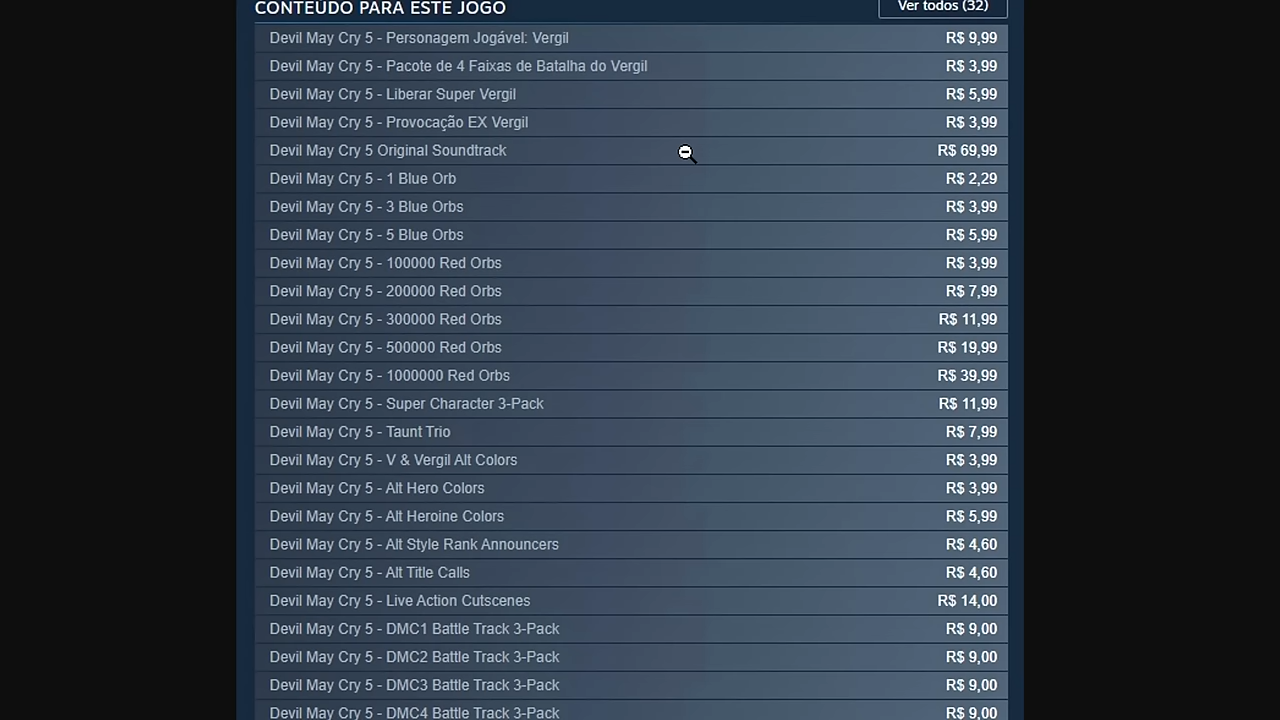 CONTEÚDO PARA ESTE JOGO Ver todos (32)
Devil May Cry 5 - Personagem Jogável: Vergil R$ 9,99
Devil May Cry 5 - Pacote de 4 Faixas de Batalha do Vergil R$ 3,99
Devil May Cry 5 - Liberar Super Vergil R$ 5,99
Devil May Cry 5 - Provocação EX Vergil R$ 3,99
Devil May Cry 5 Original Soundtrack R$ 69,99
Devil May Cry 5 - 1 Blue Orb R$ 2,29
Devil May Cry 5 - 3 Blue Orbs R$ 3,99
Devil May Cry 5 - 5 Blue Orbs R$ 5,99
Devil May Cry 5 - 100000 Red Orbs R$ 3,99
Devil May Cry 5 - 200000 Red Orbs R$ 7,99
Devil May Cry 5 - 300000 Red Orbs R$ 11,99
Devil May Cry 5 - 500000 Red Orbs R$ 19,99
Devil May Cry 5 - 1000000 Red Orbs R$ 39,99
Devil May Cry 5 - Super Character 3-Pack R$ 11,99
Devil May Cry 5 - Taunt Trio R$ 7,99
Devil May Cry 5 - V & Vergil Alt Colors R$ 3,99
Devil May Cry 5 - Alt Hero Colors R$ 3,99
Devil May Cry 5 - Alt Heroine Colors R$ 5,99
Devil May Cry 5 - Alt Style Rank Announcers R$ 4,60
Devil May Cry 5 - Alt Title Calls R$ 4,60
Devil May Cry 5 - Live Action Cutscenes R$ 14,00
Devil May Cry 5 - DMC1 Battle Track 3-Pack R$ 9,00
Devil May Cry 5 - DMC2 Battle Track 3-Pack R$ 9,00
Devil May Cry 5 - DMC3 Battle Track 3-Pack R$ 9,00
Devil May Cry 5 - DMC4 Battle Track 3-Pack R$ 9,00